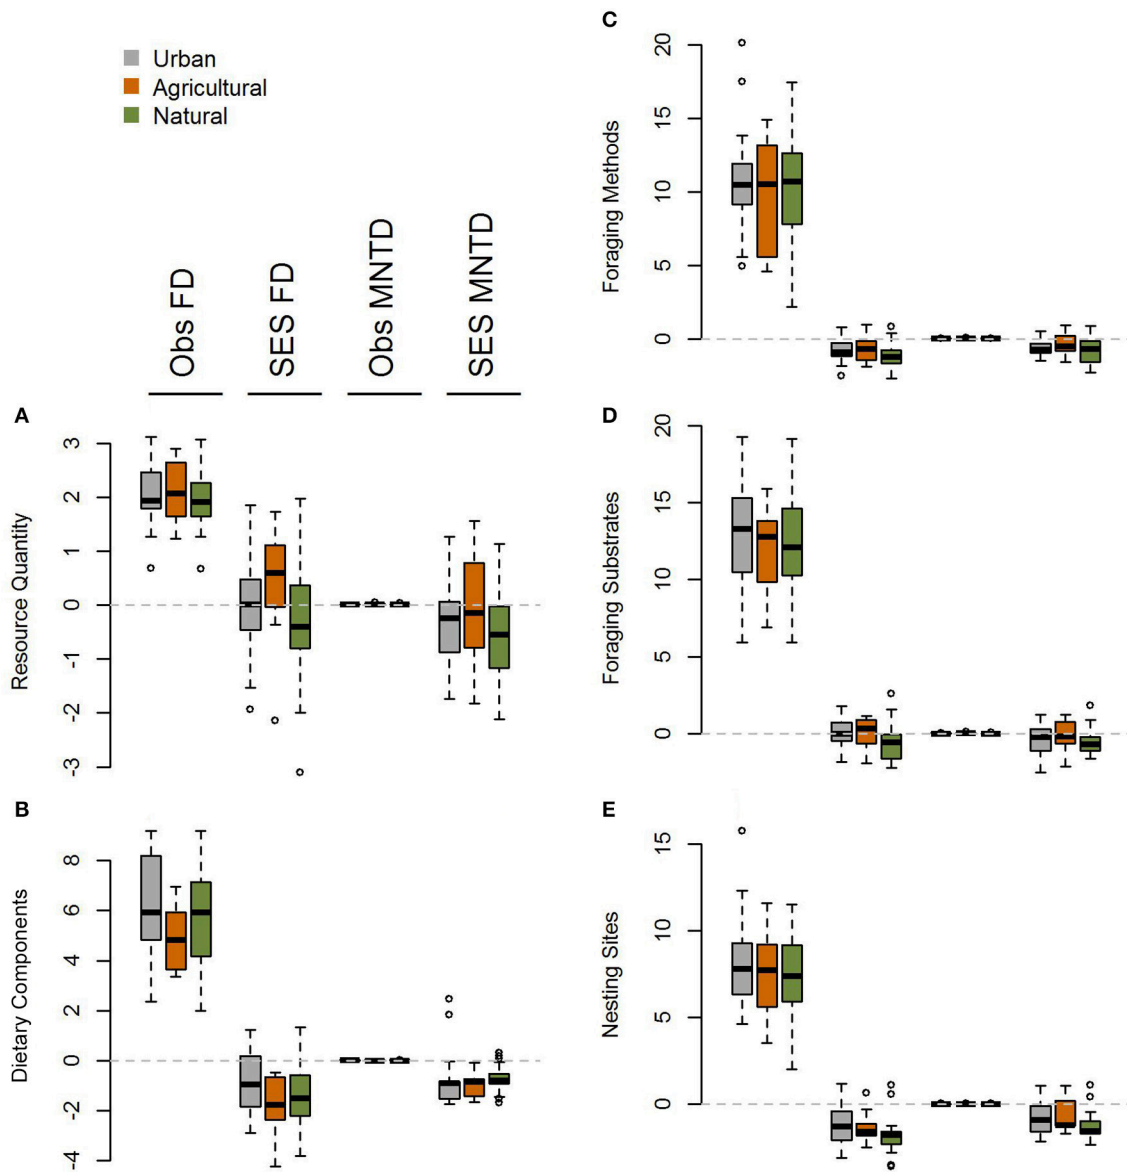 Urban
Agricultural
Natural
Obs FD
SES FD
Obs MNTD
SES MNTD
A
Resource Quantity
3
2
1
0
-1
-2
-3
B
Dietary Components
8
6
4
2
0
-2
-4
C
Foraging Methods
20
15
10
5
0
D
Foraging Substrates
20
15
10
5
0
E
Nesting Sites
15
10
5
0